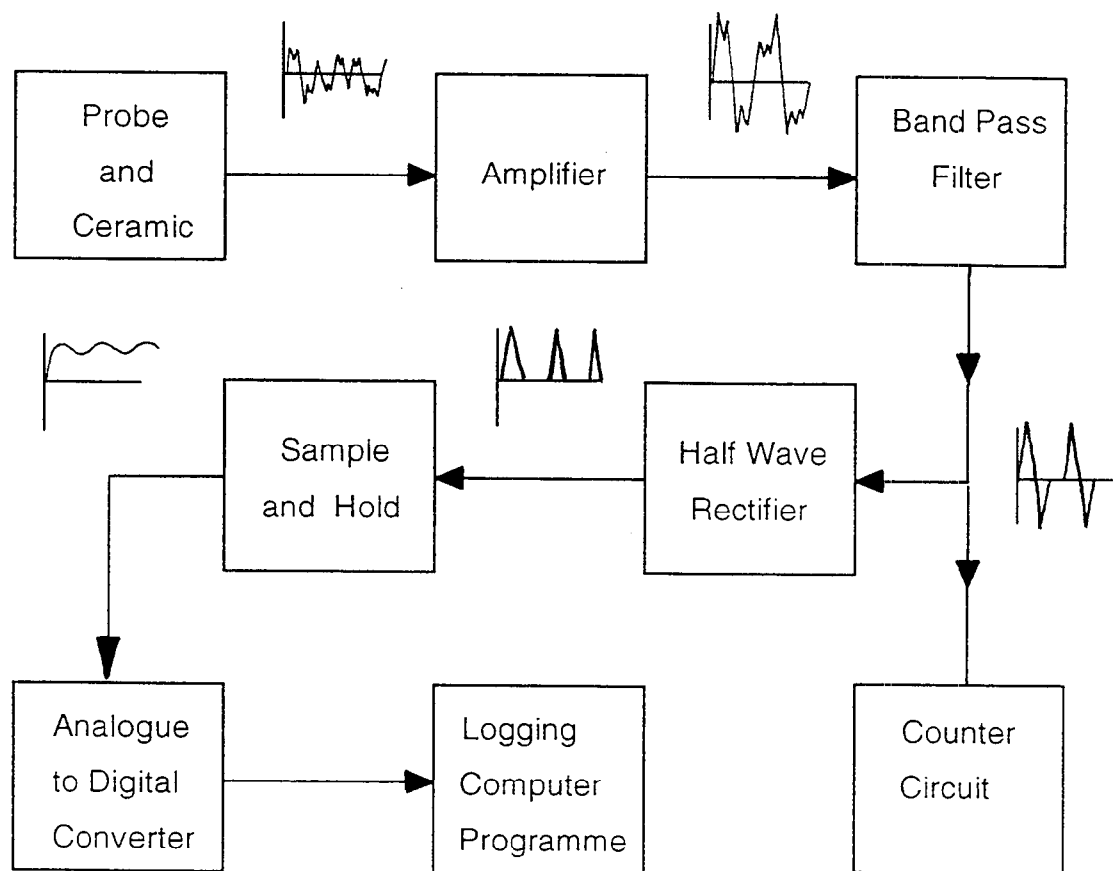 Probe
and
Ceramic
Amplifier
Band Pass
Filter
Sample
and Hold
Half Wave
Rectifier
Analogue
to Digital
Converter
Logging
Computer
Programme
Counter
Circuit